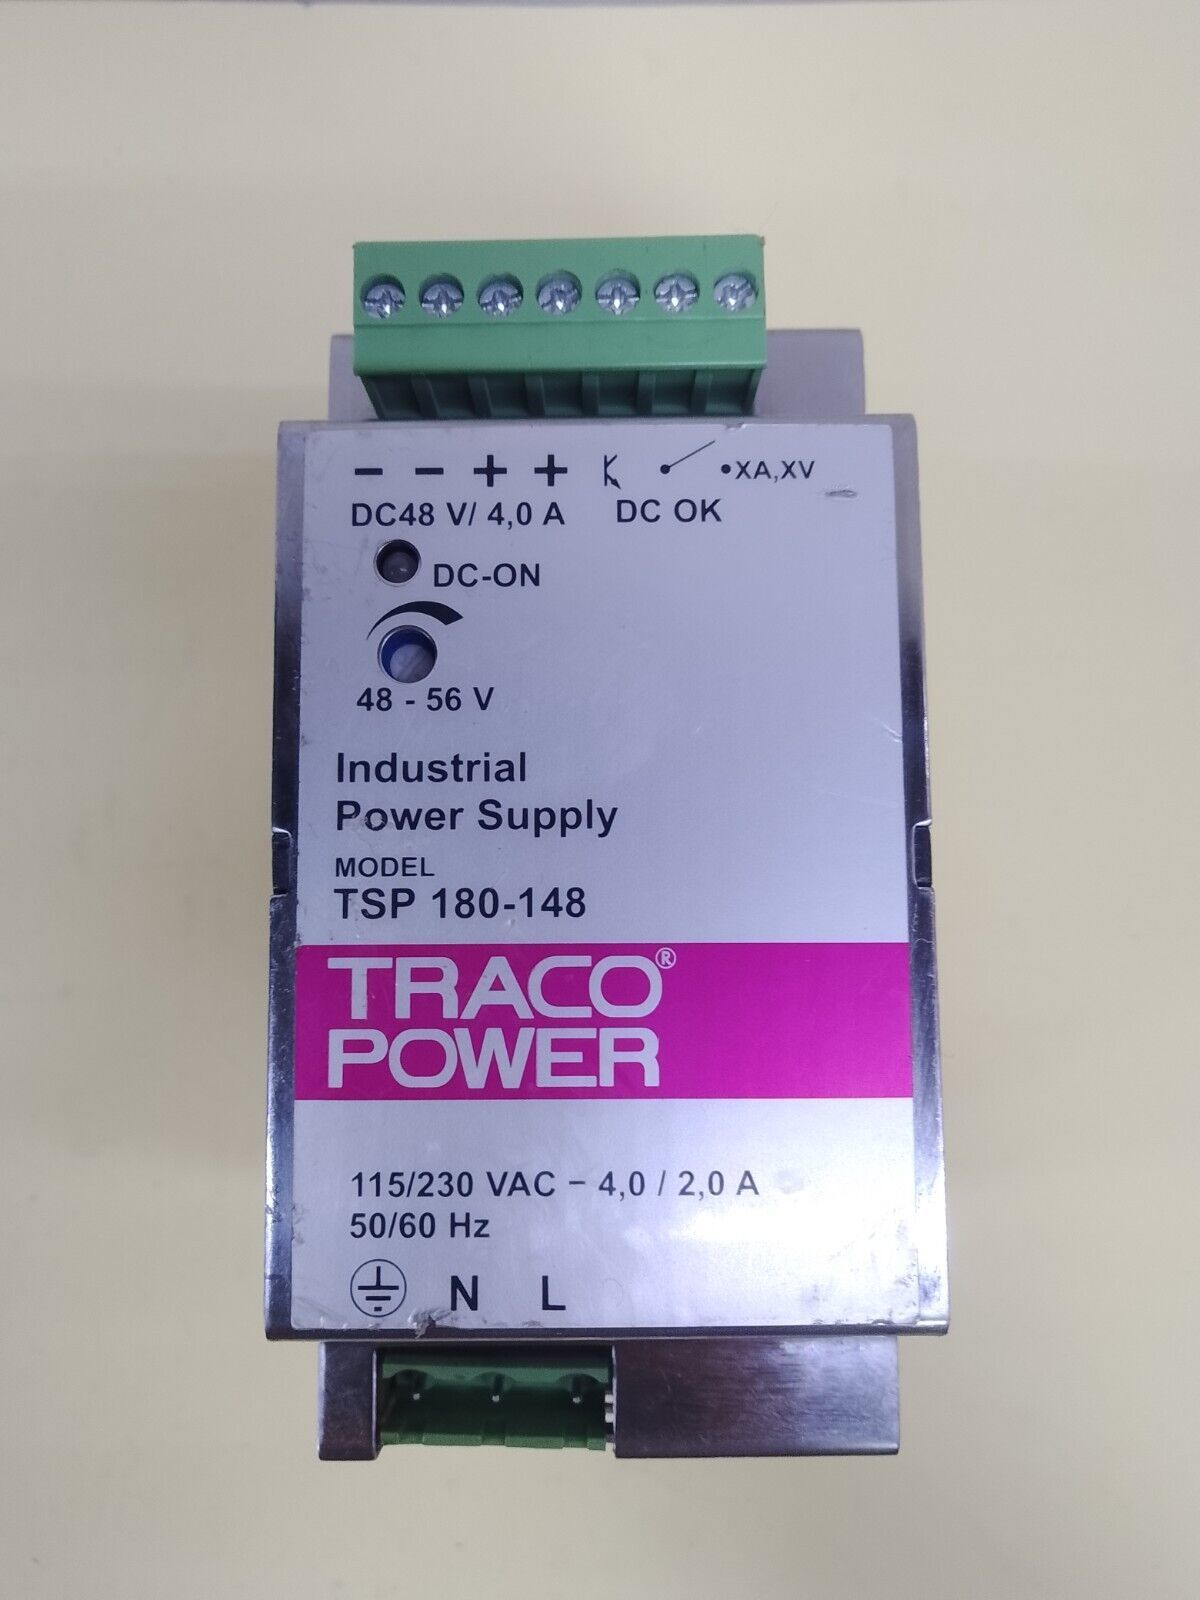 − − + + XA,XV
DC48 V/ 4,0 A DC OK
DC-ON
48 - 56 V
Industrial
Power Supply
MODEL
TSP 180-148
TRACO®
POWER
115/230 VAC − 4,0 / 2,0 A
50/60 Hz
N L